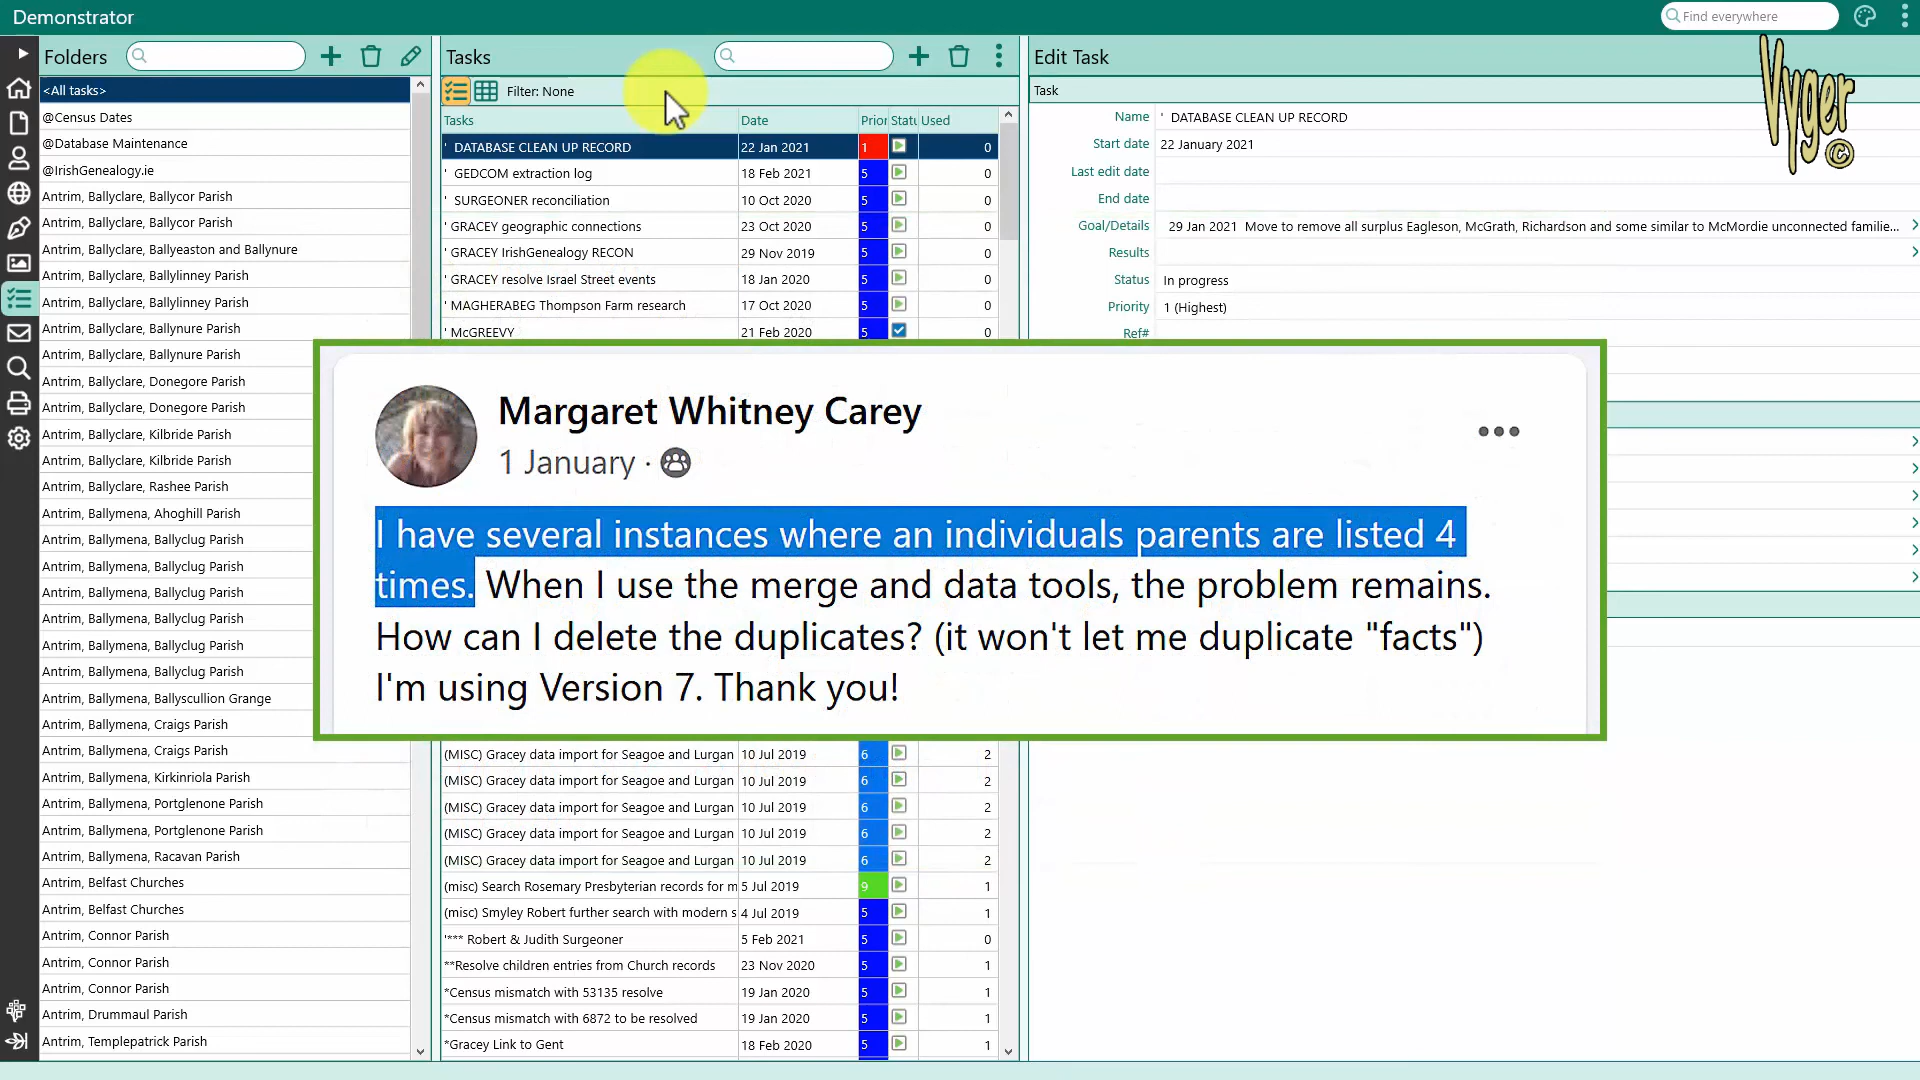 Demonstrator
Find everywhere
Folders
<All tasks>
@Census Dates
@Database Maintenance
@IrishGenealogy.ie
Antrim, Ballyclare, Ballycor Parish
Antrim, Ballyclare, Ballycor Parish
Antrim, Ballyclare, Ballyeaston and Ballynure
Antrim, Ballyclare, Ballylinney Parish
Antrim, Ballyclare, Ballylinney Parish
Antrim, Ballyclare, Ballynure Parish
Antrim, Ballyclare, Ballynure Parish
Antrim, Ballyclare, Donegore Parish
Antrim, Ballyclare, Donegore Parish
Antrim, Ballyclare, Kilbride Parish
Antrim, Ballyclare, Kilbride Parish
Antrim, Ballyclare, Rashee Parish
Antrim, Ballymena, Ahoghill Parish
Antrim, Ballymena, Ballyclug Parish
Antrim, Ballymena, Ballyclug Parish
Antrim, Ballymena, Ballyclug Parish
Antrim, Ballymena, Ballyclug Parish
Antrim, Ballymena, Ballyclug Parish
Antrim, Ballymena, Ballyclug Parish
Antrim, Ballymena, Ballyscullion Grange
Antrim, Ballymena, Craigs Parish
Antrim, Ballymena, Craigs Parish
Antrim, Ballymena, Kirkinriola Parish
Antrim, Ballymena, Portglenone Parish
Antrim, Ballymena, Portglenone Parish
Antrim, Ballymena, Racavan Parish
Antrim, Belfast Churches
Antrim, Belfast Churches
Antrim, Connor Parish
Antrim, Connor Parish
Antrim, Connor Parish
Antrim, Drummaul Parish
Antrim, Templepatrick Parish
Tasks
Filter: None
Tasks Date Prior Statu Used
' DATABASE CLEAN UP RECORD 22 Jan 2021 1 0
' GEDCOM extraction log 18 Feb 2021 5 0
' SURGEONER reconciliation 10 Oct 2020 5 0
' GRACEY geographic connections 23 Oct 2020 5 0
' GRACEY IrishGenealogy RECON 29 Nov 2019 5 0
' GRACEY resolve Israel Street events 18 Jan 2020 5 0
' MAGHERABEG Thompson Farm research 17 Oct 2020 5 0
' McGREEVY 21 Feb 2020 5 0
(MISC) Gracey data import for Seagoe and Lurgan 10 Jul 2019 6 2
(MISC) Gracey data import for Seagoe and Lurgan 10 Jul 2019 6 2
(MISC) Gracey data import for Seagoe and Lurgan 10 Jul 2019 6 2
(MISC) Gracey data import for Seagoe and Lurgan 10 Jul 2019 6 2
(MISC) Gracey data import for Seagoe and Lurgan 10 Jul 2019 6 2
(misc) Search Rosemary Presbyterian records for m 5 Jul 2019 9 1
(misc) Smyley Robert further search with modern s 4 Jul 2019 5 1
'*** Robert & Judith Surgeoner 5 Feb 2021 5 0
**Resolve children entries from Church records 23 Nov 2020 5 1
*Census mismatch with 53135 resolve 19 Jan 2020 5 1
*Census mismatch with 6872 to be resolved 19 Jan 2020 5 1
*Gracey Link to Gent 18 Feb 2020 5 1
Edit Task
Task
Name ' DATABASE CLEAN UP RECORD
Start date 22 January 2021
Last edit date
End date
Goal/Details 29 Jan 2021 Move to remove all surplus Eagleson, McGrath, Richardson and some similar to McMordie unconnected familie...
Results
Status In progress
Priority 1 (Highest)
Ref#
Vyger ©
Margaret Whitney Carey
1 January ·
I have several instances where an individuals parents are listed 4
times. When I use the merge and data tools, the problem remains.
How can I delete the duplicates? (it won't let me duplicate "facts")
I'm using Version 7. Thank you!